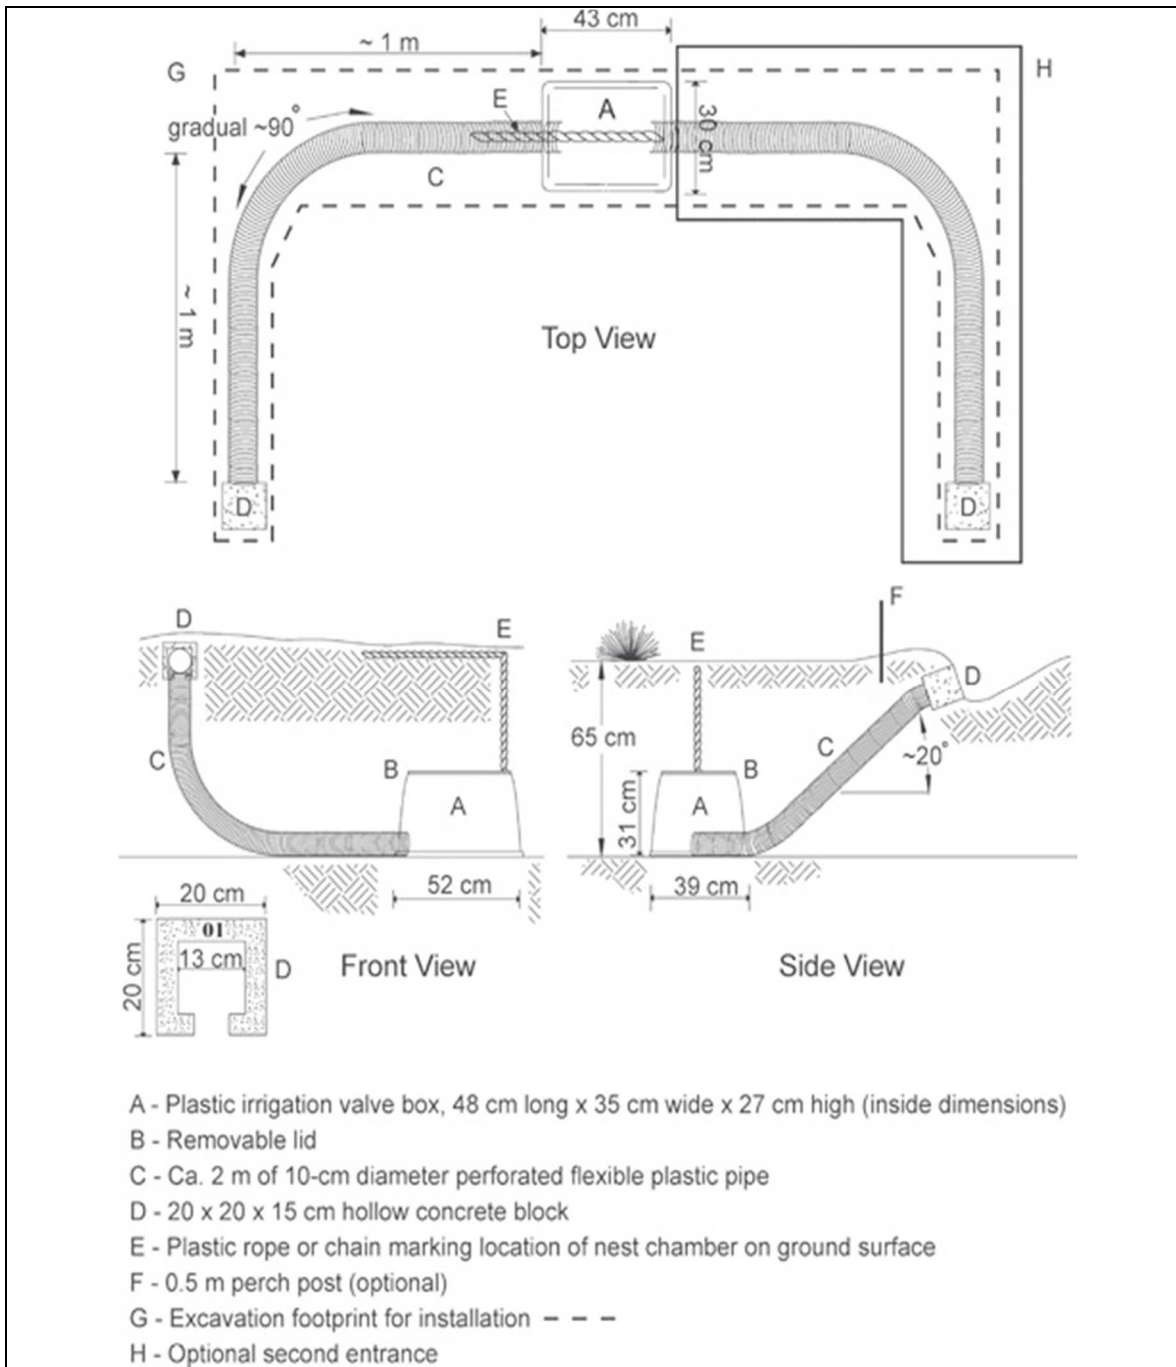 43 cm
~ 1 m
G
H
E
A
30 cm
gradual ~90°
C
~ 1 m
Top View
D
D
F
D
E
E
D
65 cm
C
B
A
B
A
C
~20°
31 cm
52 cm
39 cm
20 cm
01
13 cm
20 cm
D
Front View
Side View
A - Plastic irrigation valve box, 48 cm long x 35 cm wide x 27 cm high (inside dimensions)
B - Removable lid
C - Ca. 2 m of 10-cm diameter perforated flexible plastic pipe
D - 20 x 20 x 15 cm hollow concrete block
E - Plastic rope or chain marking location of nest chamber on ground surface
F - 0.5 m perch post (optional)
G - Excavation footprint for installation
H - Optional second entrance